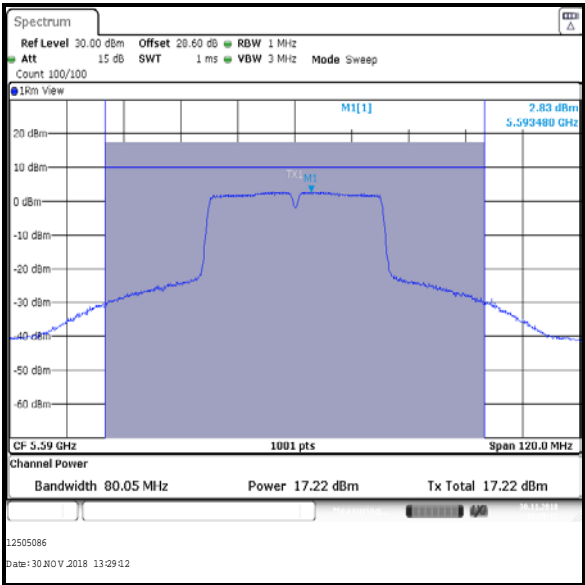 Spectrum
Ref Level 30.00 dBm Offset 28.60 dB RBW 1 MHz
Att 15 dB SWT 1 ms VBW 3 MHz Mode Sweep
Count 100/100
1Rm View
M1[1] 2.83 dBm
5.593480 GHz
20 dBm
10 dBm
TX1
M1
0 dBm
-10 dBm
-20 dBm
-30 dBm
-40 dBm
-50 dBm
-60 dBm
CF 5.59 GHz 1001 pts Span 120.0 MHz
Channel Power
Bandwidth 80.05 MHz Power 17.22 dBm Tx Total 17.22 dBm
Measuring... 30.11.2018
12505086
Date: 30.NOV.2018 13:29:12